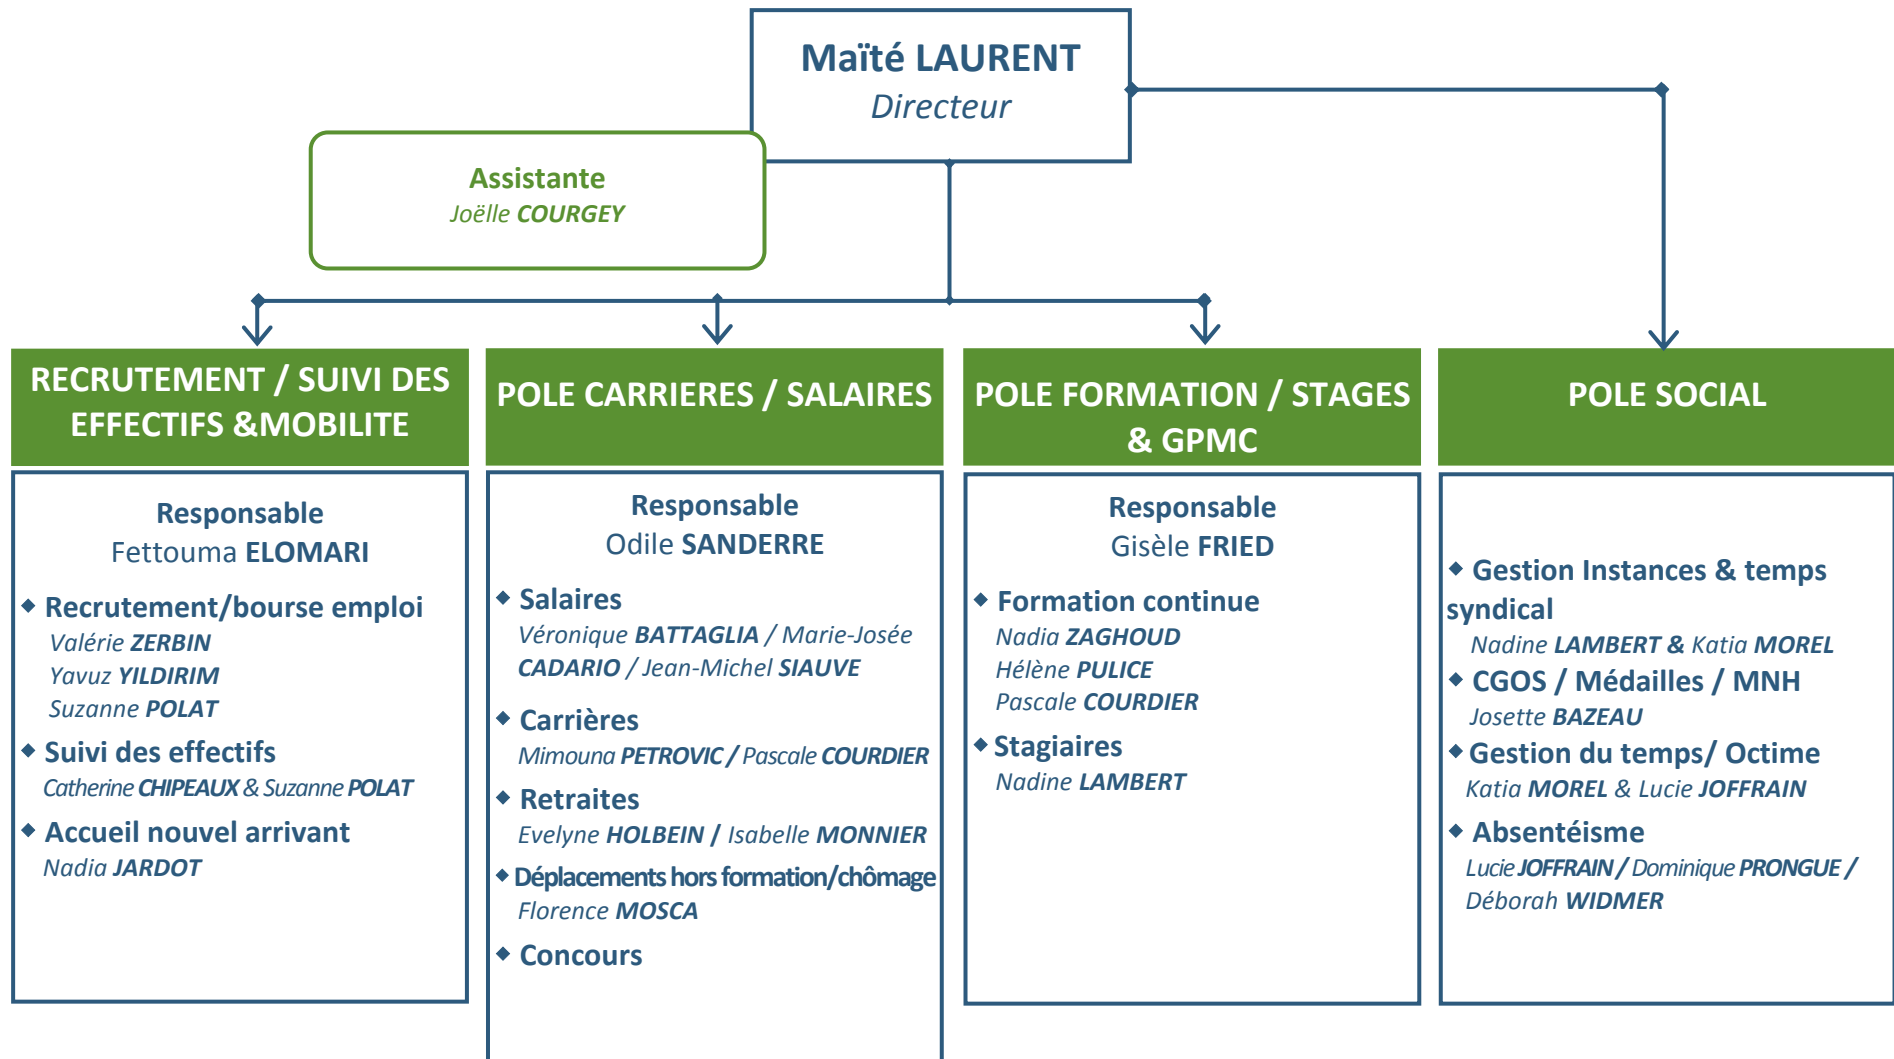 Maïté LAURENT
Directeur
Assistante
Joëlle COURGEY
RECRUTEMENT / SUIVI DES
EFFECTIFS &MOBILITE
Responsable
Fettouma ELOMARI
Recrutement/bourse emploi
Valérie ZERBIN
Yavuz YILDIRIM
Suzanne POLAT
Suivi des effectifs
Catherine CHIPEAUX & Suzanne POLAT
Accueil nouvel arrivant
Nadia JARDOT
POLE CARRIERES / SALAIRES
Responsable
Odile SANDERRE
Salaires
Véronique BATTAGLIA / Marie-Josée
CADARIO / Jean-Michel SIAUVE
Carrières
Mimouna PETROVIC / Pascale COURDIER
Retraites
Evelyne HOLBEIN / Isabelle MONNIER
Déplacements hors formation/chômage
Florence MOSCA
Concours
POLE FORMATION / STAGES
& GPMC
Responsable
Gisèle FRIED
Formation continue
Nadia ZAGHOUD
Hélène PULICE
Pascale COURDIER
Stagiaires
Nadine LAMBERT
POLE SOCIAL
Gestion Instances & temps
syndical
Nadine LAMBERT & Katia MOREL
CGOS / Médailles / MNH
Josette BAZEAU
Gestion du temps/ Octime
Katia MOREL & Lucie JOFFRAIN
Absentéisme
Lucie JOFFRAIN / Dominique PRONGUE /
Déborah WIDMER